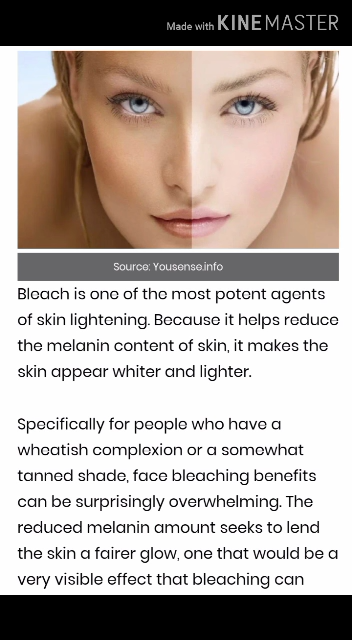 Made with KINEMASTER
Source: Yousense.info
Bleach is one of the most potent agents
of skin lightening. Because it helps reduce
the melanin content of skin, it makes the
skin appear whiter and lighter.
Specifically for people who have a
wheatish complexion or a somewhat
tanned shade, face bleaching benefits
can be surprisingly overwhelming. The
reduced melanin amount seeks to lend
the skin a fairer glow, one that would be a
very visible effect that bleaching can